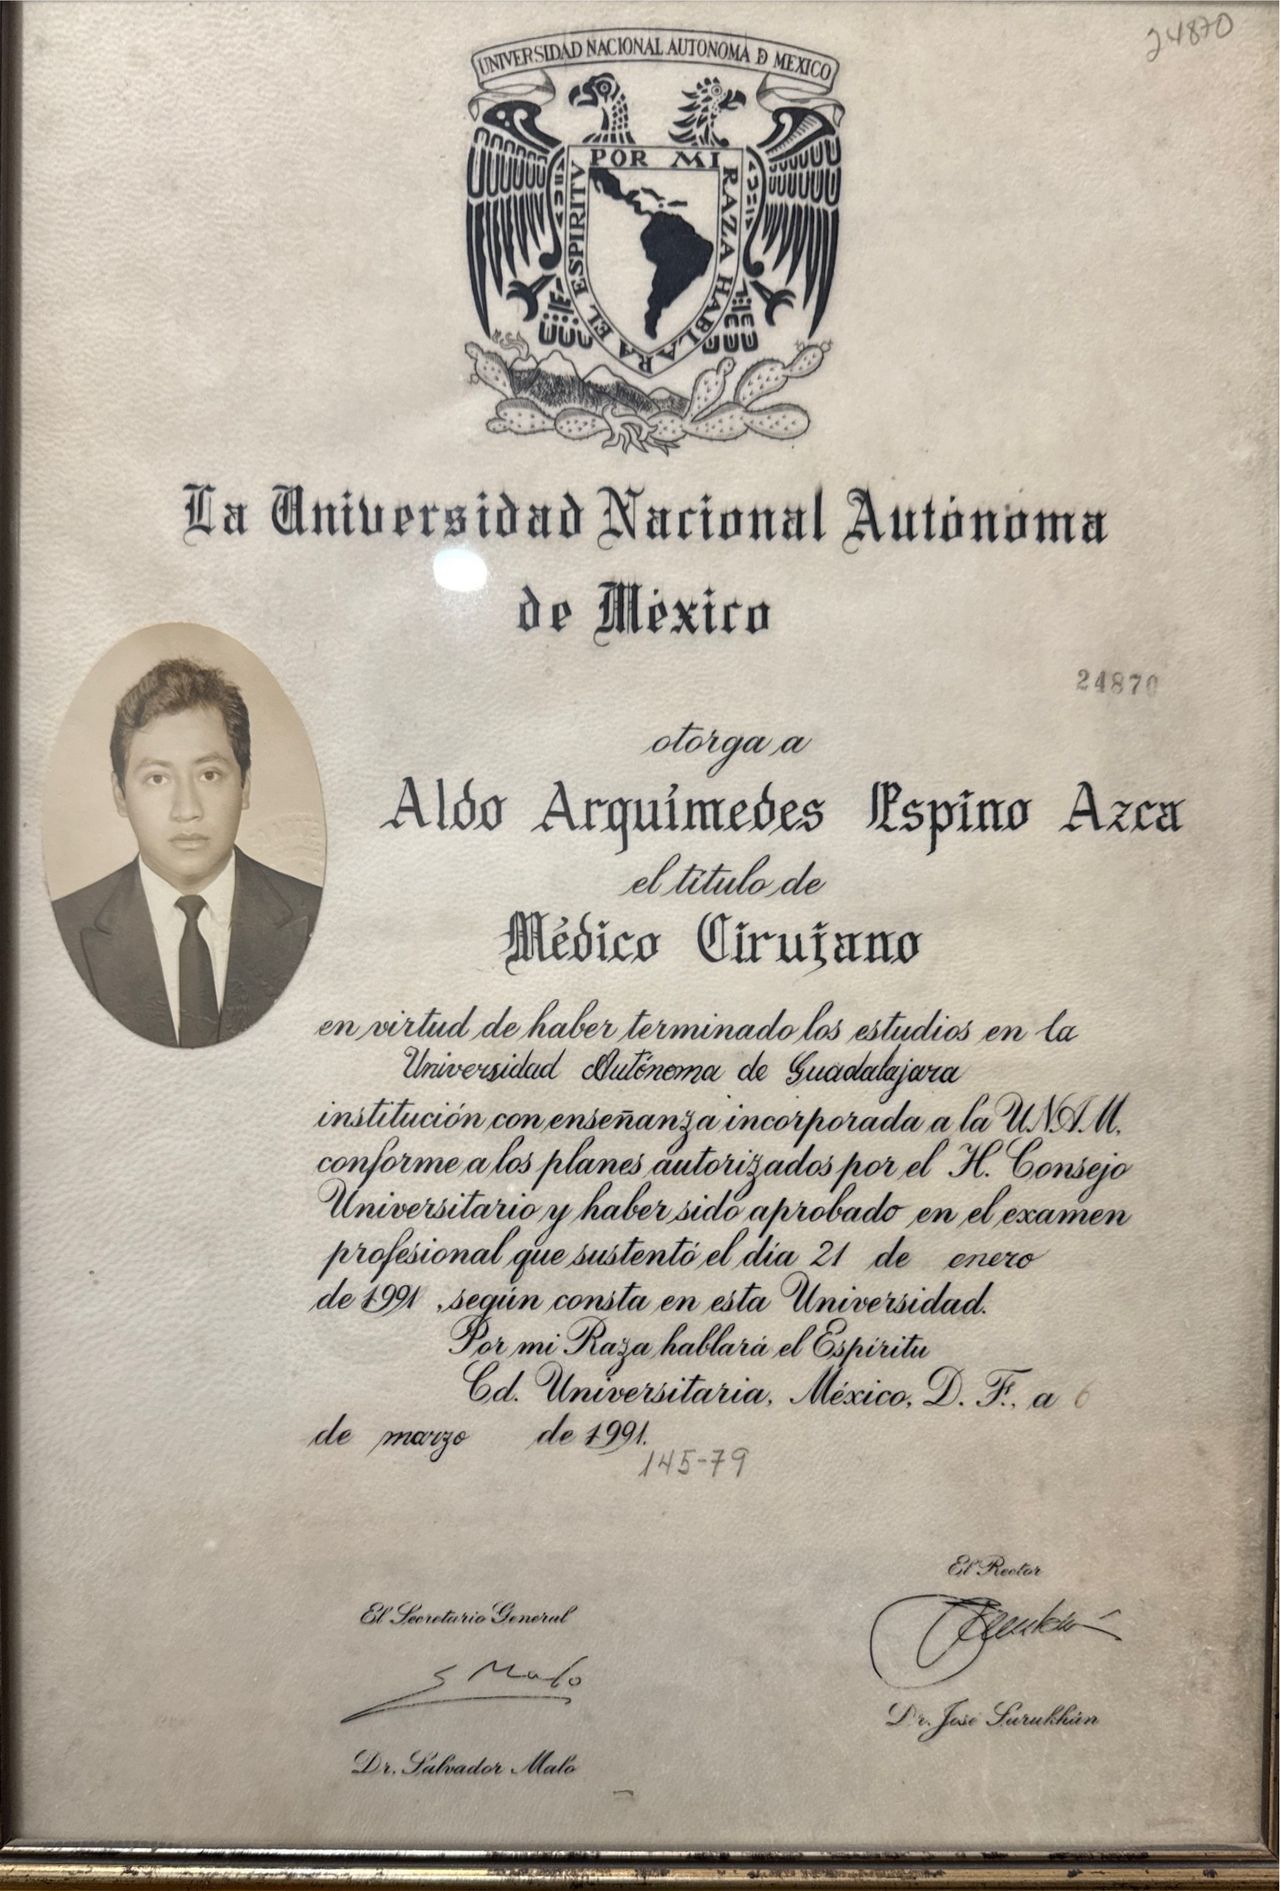 24870
UNIVERSIDAD NACIONAL AUTONOMA D MEXICO
POR MI RAZA HABLARA EL ESPIRITV
La Universidad Nacional Autónoma
de México
24870
otorga a
Aldo Arquímedes Espino Azca
el título de
Médico Cirujano
en virtud de haber terminado los estudios en la
Universidad Autónoma de Guadalajara
institución con enseñanza incorporada a la U.N.A.M.
conforme a los planes autorizados por el H. Consejo
Universitario y haber sido aprobado en el examen
profesional que sustentó el día 21 de enero
de 1991, según consta en esta Universidad.
Por mi Raza hablará el Espíritu
Cd. Universitaria, México, D. F., a 6
de marzo de 1991.
145-79
El Rector
El Secretario General
S Malo
Dr. José Sarukhán
Dr. Salvador Malo